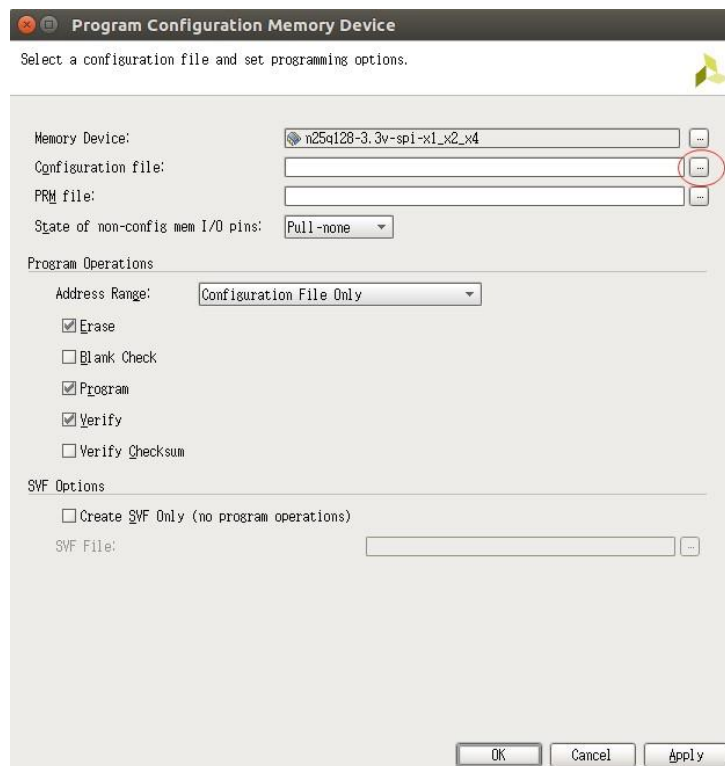 Program Configuration Memory Device
Select a configuration file and set programming options.
Memory Device: n25q128-3.3v-spi-x1_x2_x4 ...
Configuration file: ...
PRM file: ...
State of non-config mem I/O pins: Pull-none
Program Operations
Address Range: Configuration File Only
Erase
Blank Check
Program
Verify
Verify Checksum
SVF Options
Create SVF Only (no program operations)
SVF File: ...
OK Cancel Apply